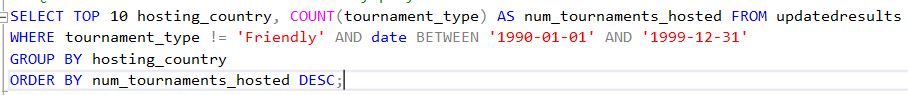 SELECT TOP 10 hosting_country, COUNT(tournament_type) AS num_tournaments_hosted FROM updatedresults
WHERE tournament_type != 'Friendly' AND date BETWEEN '1990-01-01' AND '1999-12-31'
GROUP BY hosting_country
ORDER BY num_tournaments_hosted DESC;